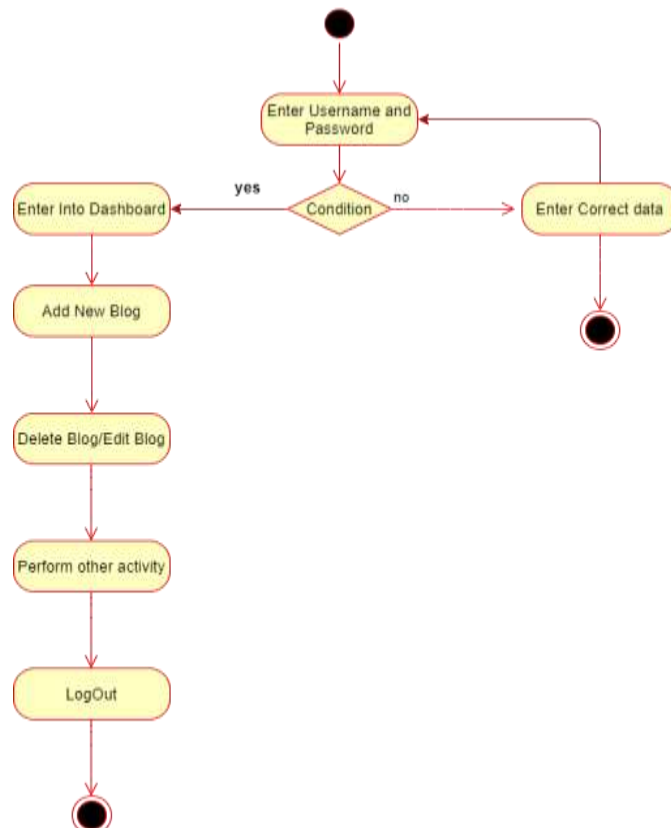 Enter Username and
Password
yes
no
Enter Into Dashboard
Condition
Enter Correct data
Add New Blog
Delete Blog/Edit Blog
Perform other activity
LogOut